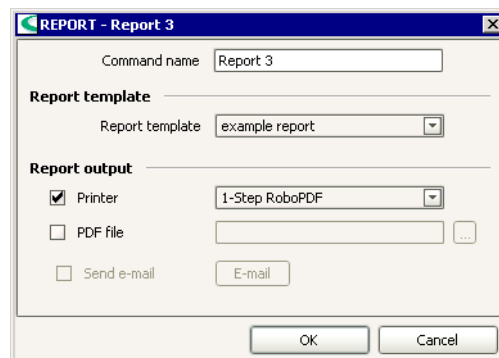 REPORT - Report 3
Command name Report 3
Report template
Report template example report
Report output
Printer 1-Step RoboPDF
PDF file ...
Send e-mail E-mail
OK Cancel